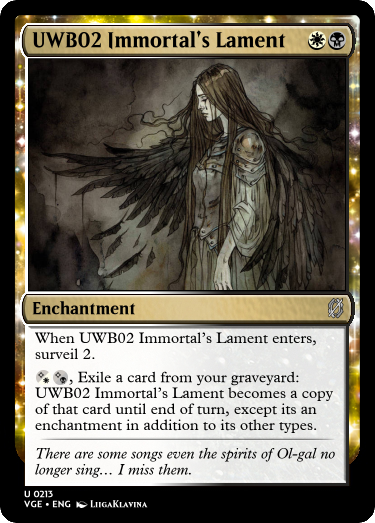 UWB02 Immortal's Lament
Enchantment
When UWB02 Immortal's Lament enters,
surveil 2.
, Exile a card from your graveyard:
UWB02 Immortal's Lament becomes a copy
of that card until end of turn, except its an
enchantment in addition to its other types.
There are some songs even the spirits of Ol-gal no
longer sing… I miss them.
U 0213
VGE • ENG LIIGAKLAVINA